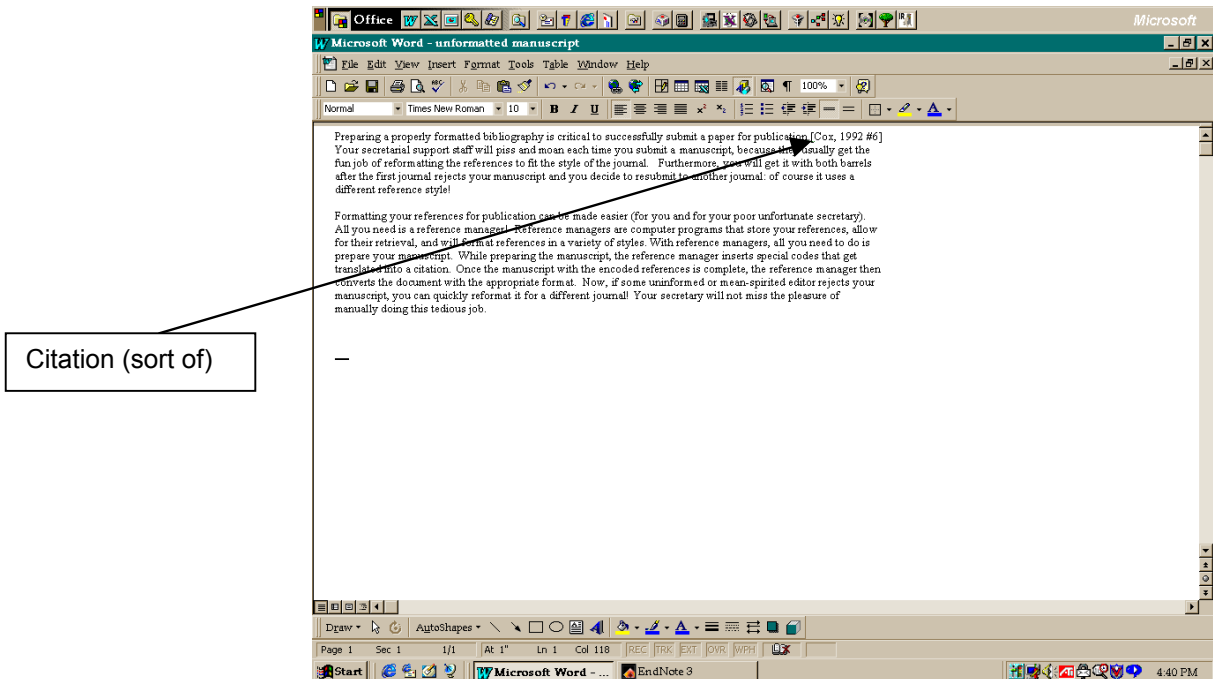 Office
Microsoft
Microsoft Word - unformatted manuscript
File Edit View Insert Format Tools Table Window Help
100%
Normal Times New Roman 10 B I U
Preparing a properly formatted bibliography is critical to successfully submit a paper for publication.[Cox, 1992 #6]
Your secretarial support staff will piss and moan each time you submit a manuscript, because they usually get the
fun job of reformatting the references to fit the style of the journal. Furthermore, you will get it with both barrels
after the first journal rejects your manuscript and you decide to resubmit to another journal: of course it uses a
different reference style!
Formatting your references for publication can be made easier (for you and for your poor unfortunate secretary).
All you need is a reference manager! Reference managers are computer programs that store your references, allow
for their retrieval, and will format references in a variety of styles. With reference managers, all you need to do is
prepare your manuscript. While preparing the manuscript, the reference manager inserts special codes that get
translated into a citation. Once the manuscript with the encoded references is complete, the reference manager then
converts the document with the appropriate format. Now, if some uninformed or mean-spirited editor rejects your
manuscript, you can quickly reformat it for a different journal! Your secretary will not miss the pleasure of
manually doing this tedious job.
Citation (sort of)
Draw AutoShapes
Page 1 Sec 1 1/1 At 1" Ln 1 Col 118 REC TRK EXT OVR WPH
Start Microsoft Word - ... EndNote 3 4:40 PM